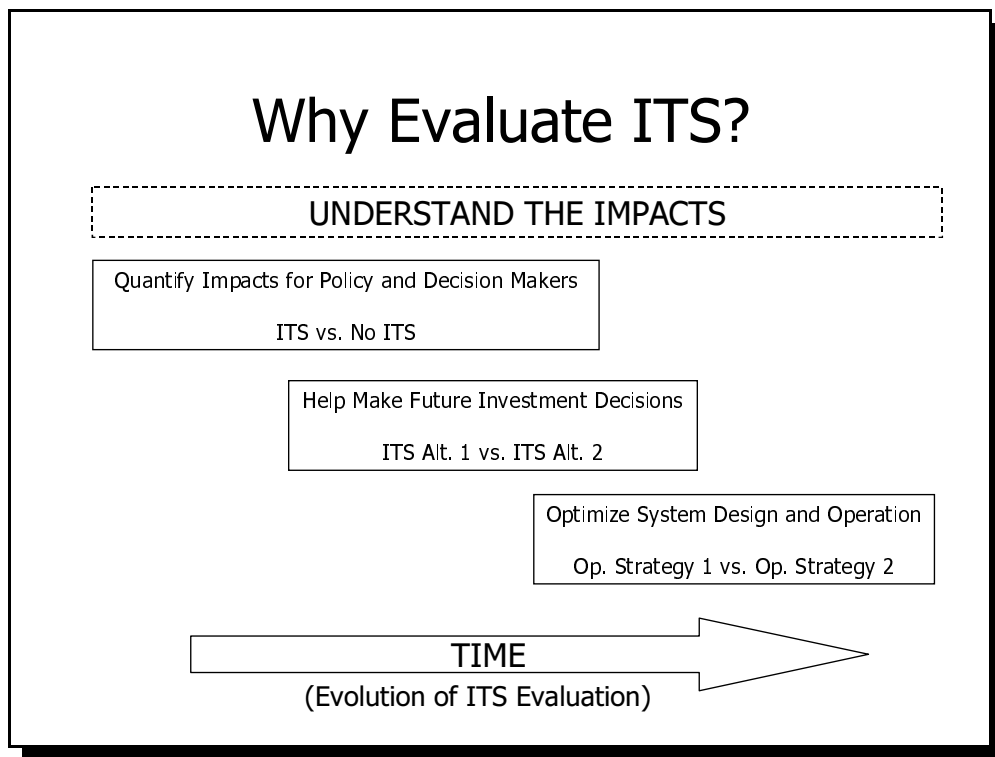 Why Evaluate ITS?
UNDERSTAND THE IMPACTS
Quantify Impacts for Policy and Decision Makers
ITS vs. No ITS
Help Make Future Investment Decisions
ITS Alt. 1 vs. ITS Alt. 2
Optimize System Design and Operation
Op. Strategy 1 vs. Op. Strategy 2
TIME
(Evolution of ITS Evaluation)